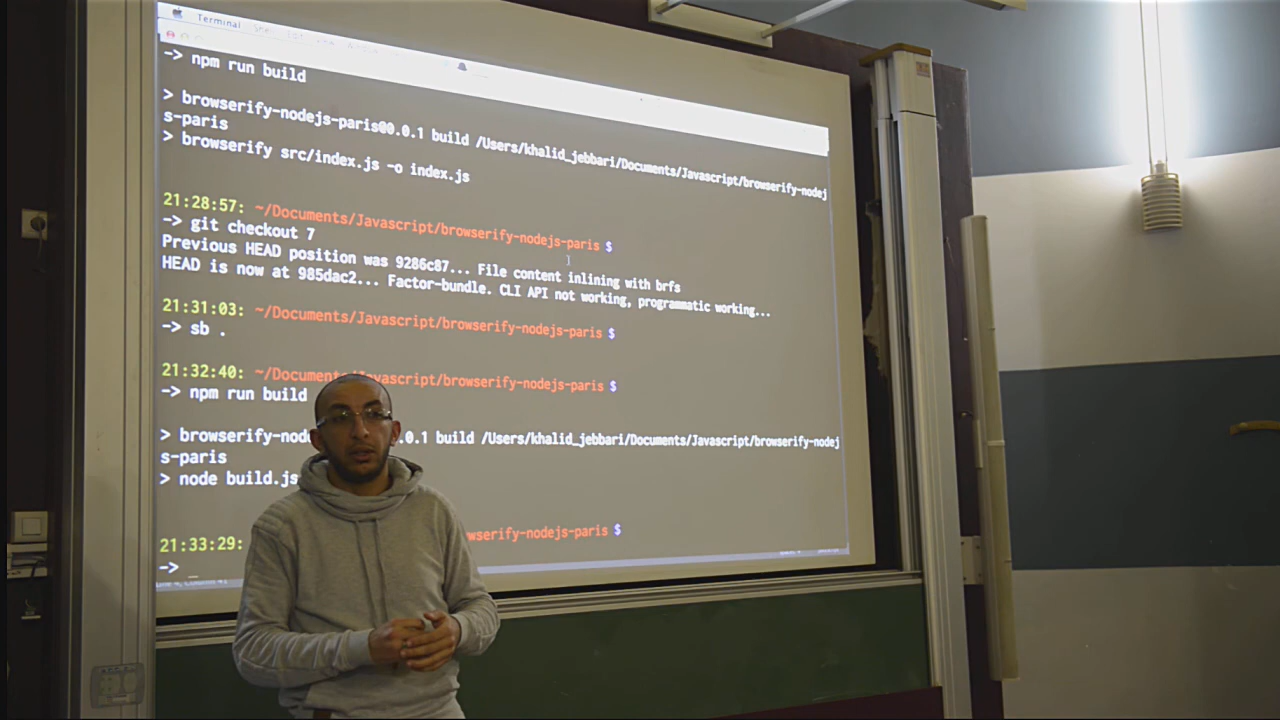 Terminal Shell Edit View
-> npm run build
> browserify-nodejs-paris@0.0.1 build /Users/khalid_jebbari/Documents/Javascript/browserify-nodej
s-paris
> browserify src/index.js -o index.js
21:28:57: ~/Documents/Javascript/browserify-nodejs-paris $
-> git checkout 7
Previous HEAD position was 9286c87... File content inlining with brfs
HEAD is now at 985dac2... Factor-bundle. CLI API not working, programmatic working...
21:31:03: ~/Documents/Javascript/browserify-nodejs-paris $
-> sb .
21:32:40: ~/Documents/Javascript/browserify-nodejs-paris $
-> npm run build
> browserify-nod .0.1 build /Users/khalid_jebbari/Documents/Javascript/browserify-nodej
s-paris
> node build.js
21:33:29: wserify-nodejs-paris $
->